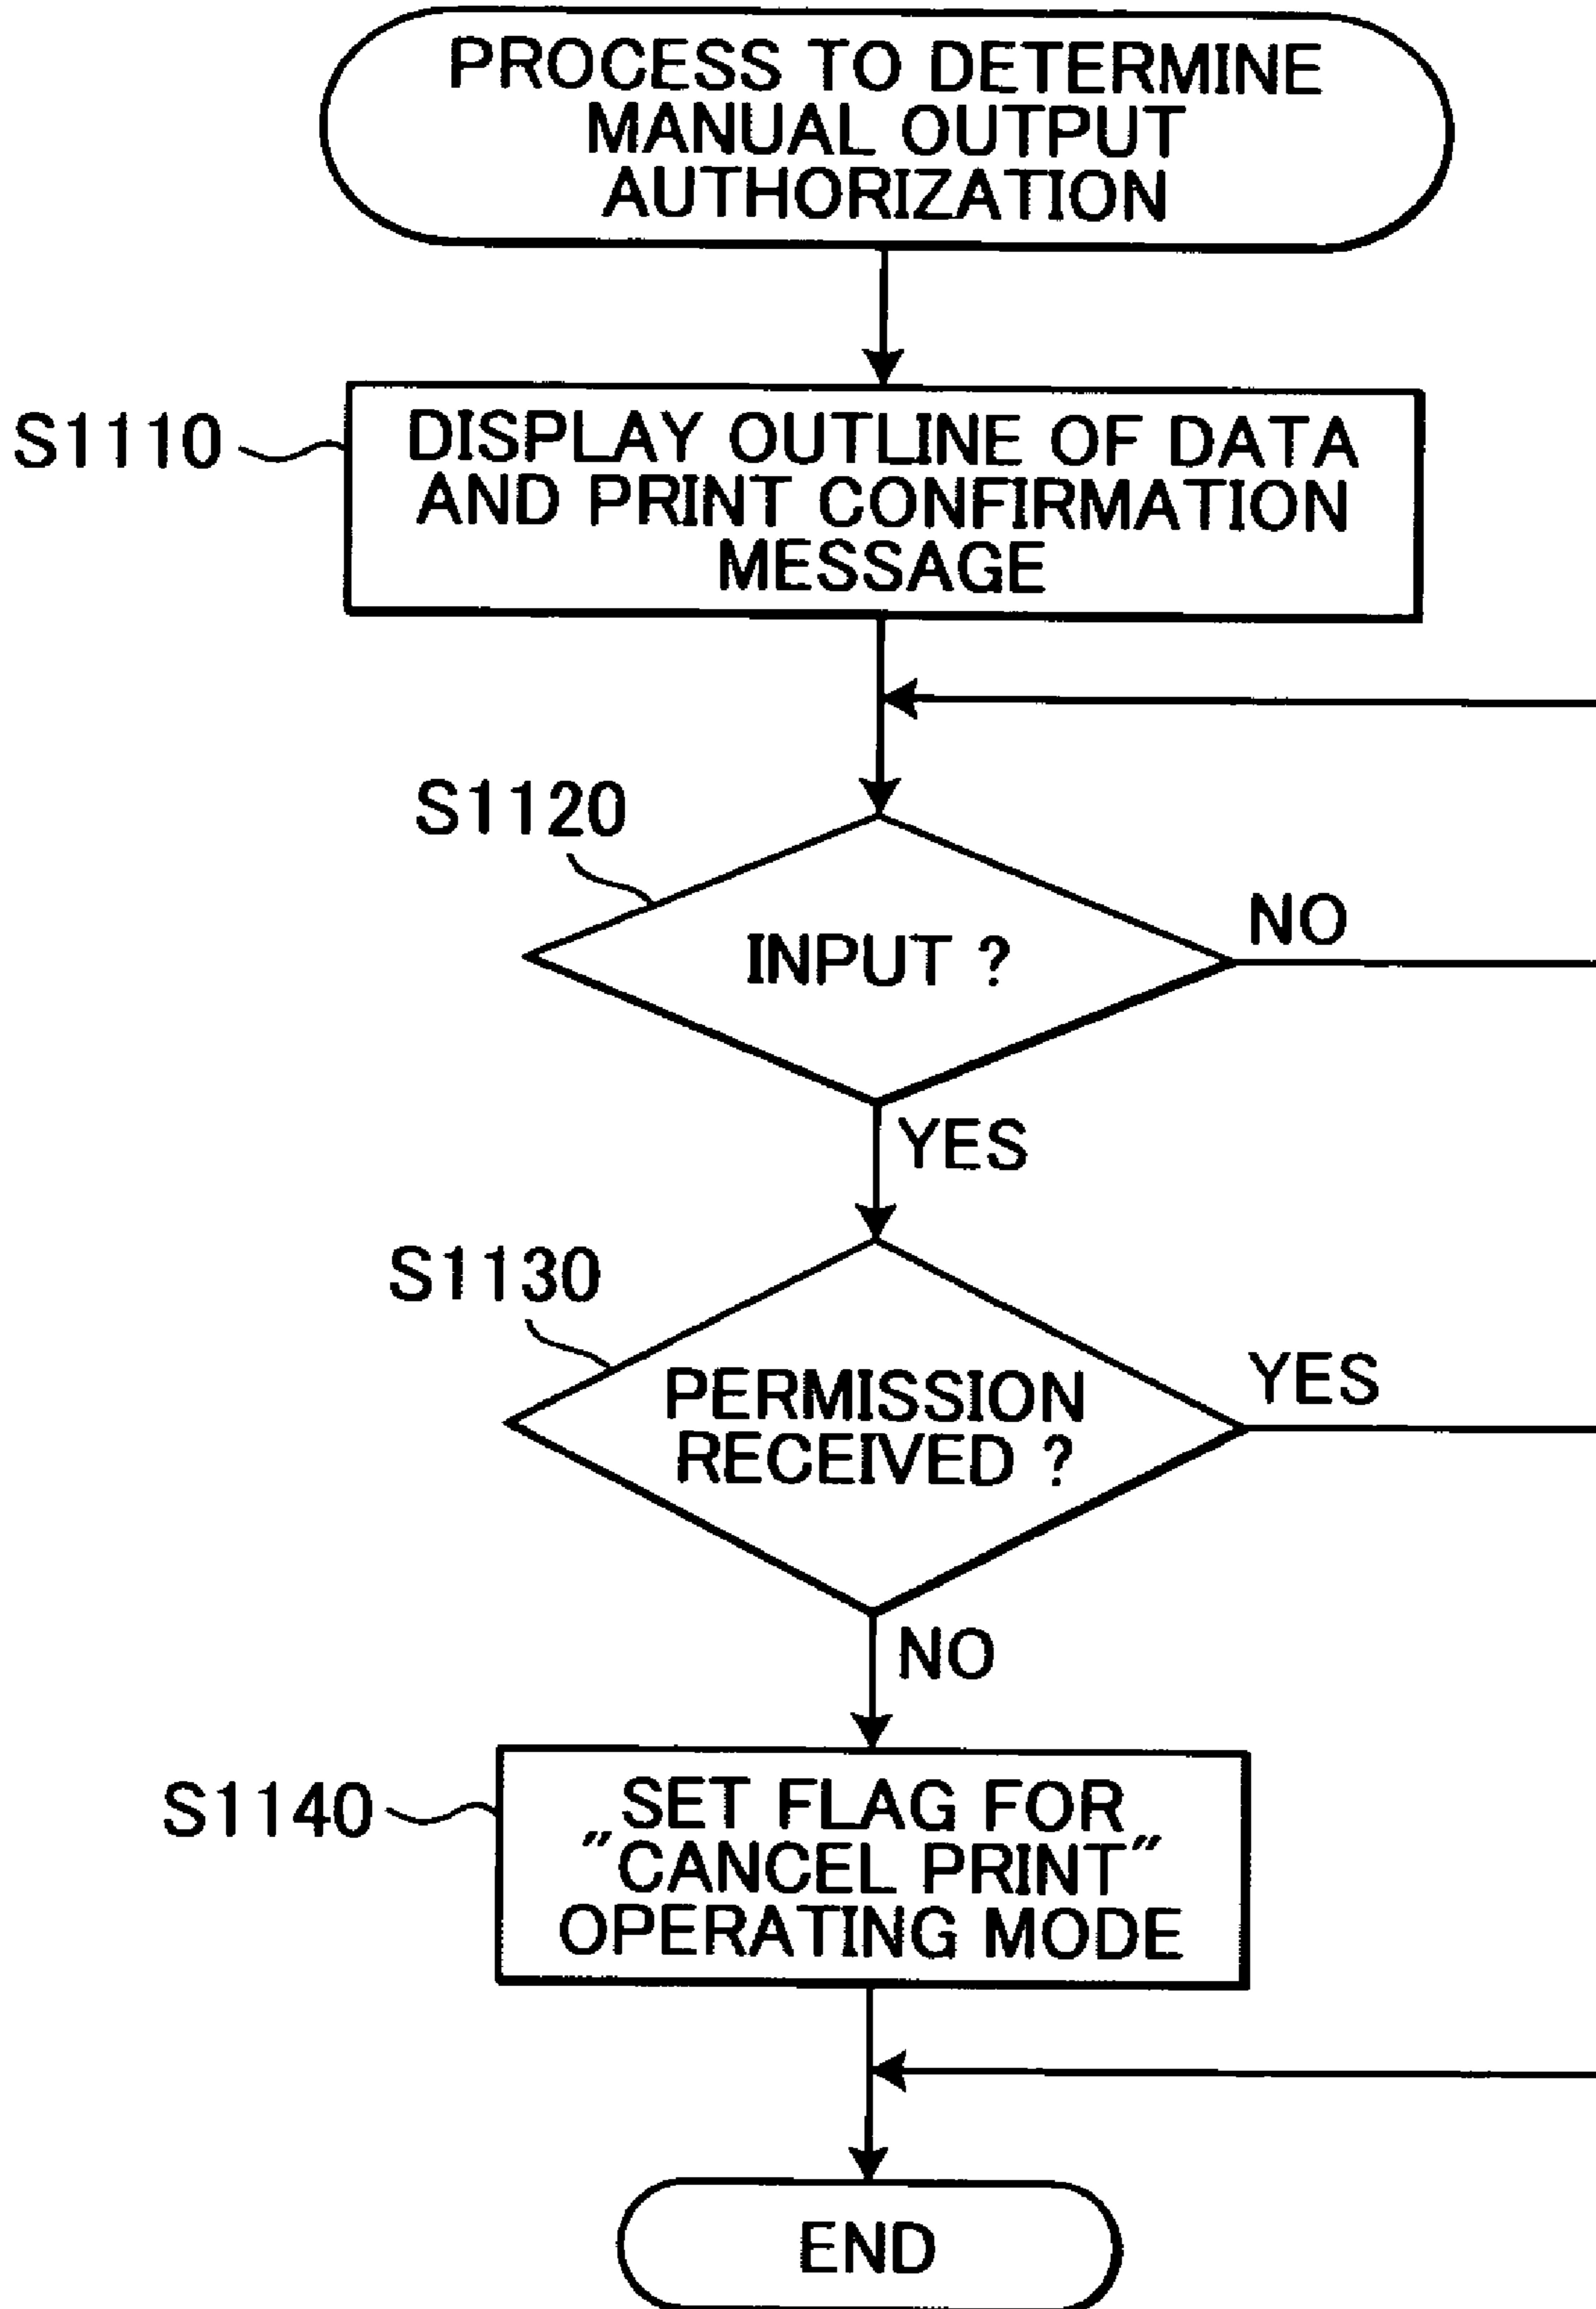 PROCESS TO DETERMINE
MANUAL OUTPUT
AUTHORIZATION
S1110
DISPLAY OUTLINE OF DATA
AND PRINT CONFIRMATION
MESSAGE
S1120
INPUT ?
NO
YES
S1130
PERMISSION
RECEIVED ?
YES
NO
S1140
SET FLAG FOR
"CANCEL PRINT"
OPERATING MODE
END